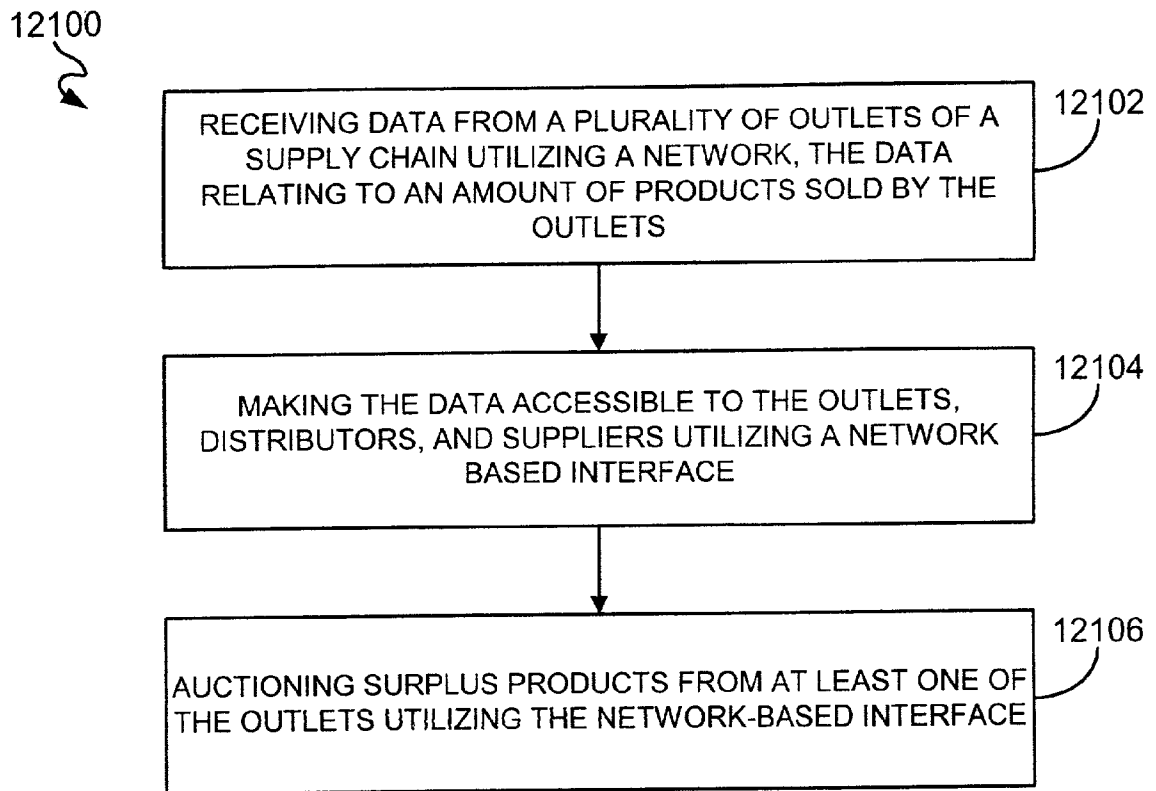 12100
RECEIVING DATA FROM A PLURALITY OF OUTLETS OF A
SUPPLY CHAIN UTILIZING A NETWORK, THE DATA
RELATING TO AN AMOUNT OF PRODUCTS SOLD BY THE
OUTLETS
12102
MAKING THE DATA ACCESSIBLE TO THE OUTLETS,
DISTRIBUTORS, AND SUPPLIERS UTILIZING A NETWORK
BASED INTERFACE
12104
AUCTIONING SURPLUS PRODUCTS FROM AT LEAST ONE OF
THE OUTLETS UTILIZING THE NETWORK-BASED INTERFACE
12106